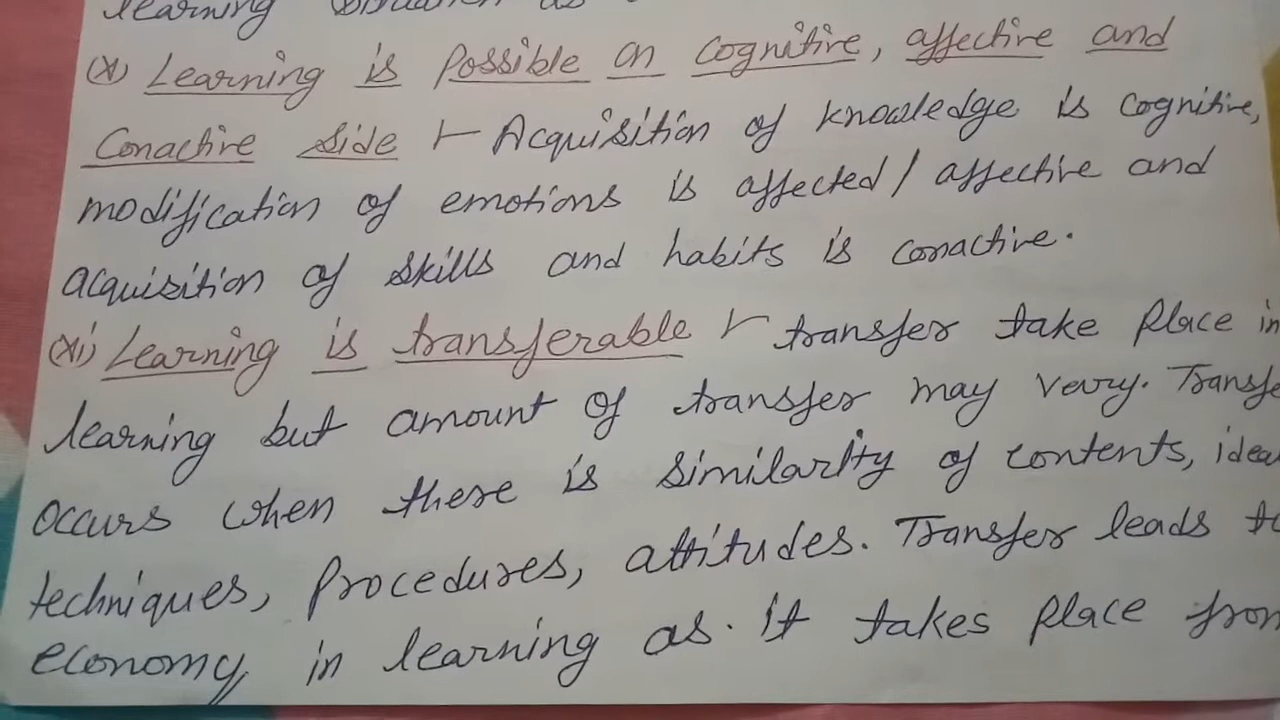 learning situation as
(x) Learning is Possible on cognitive, affective and
Conactive side :- Acquisition of knowledge is cognitive,
modification of emotions is affected / affective and
acquisition of skills and habits is conactive.
(xi) Learning is transferable :- transfer take place in
learning but amount of transfer may vary. Transfe
occurs when there is similarity of contents, idea
techniques, Procedures, attitudes. Transfer leads to
economy in learning as. it takes place from